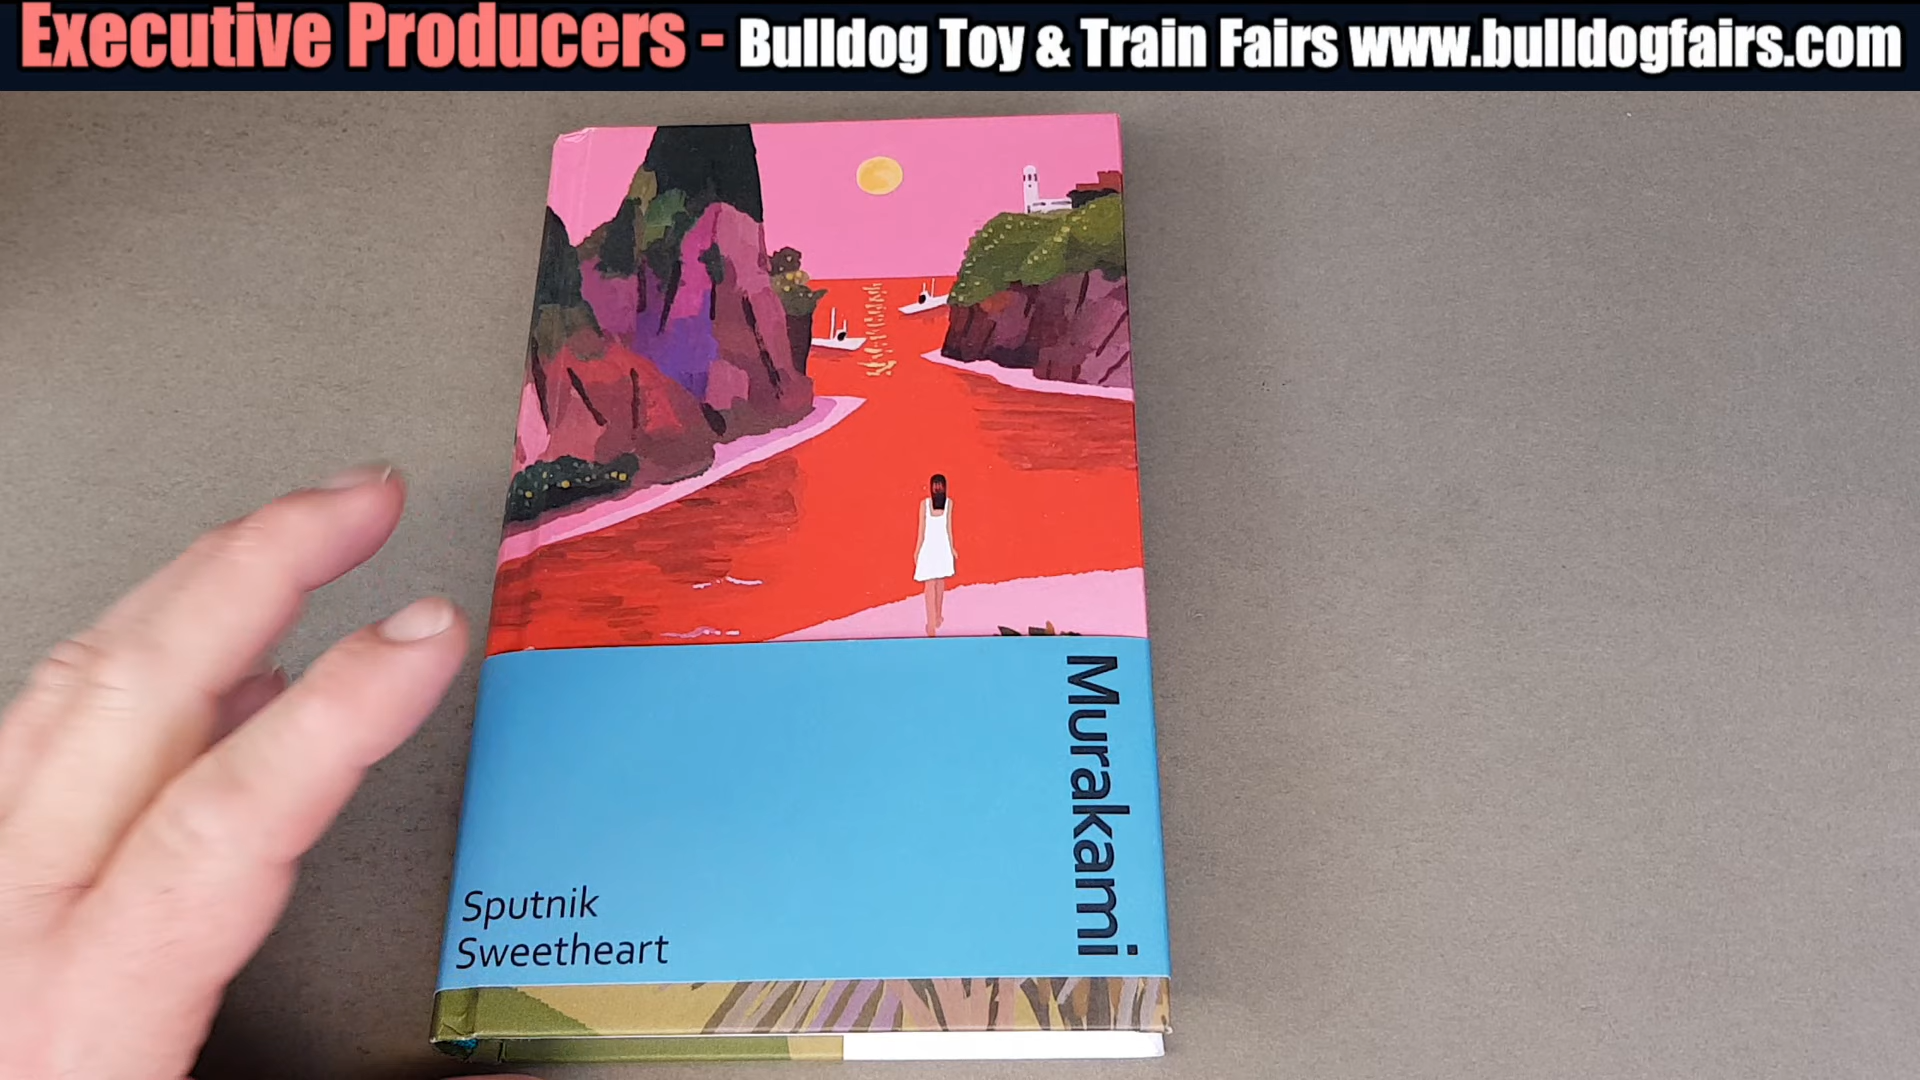 Executive Producers - Bulldog Toy & Train Fairs www.bulldogfairs.com
Murakami
Sputnik
Sweetheart